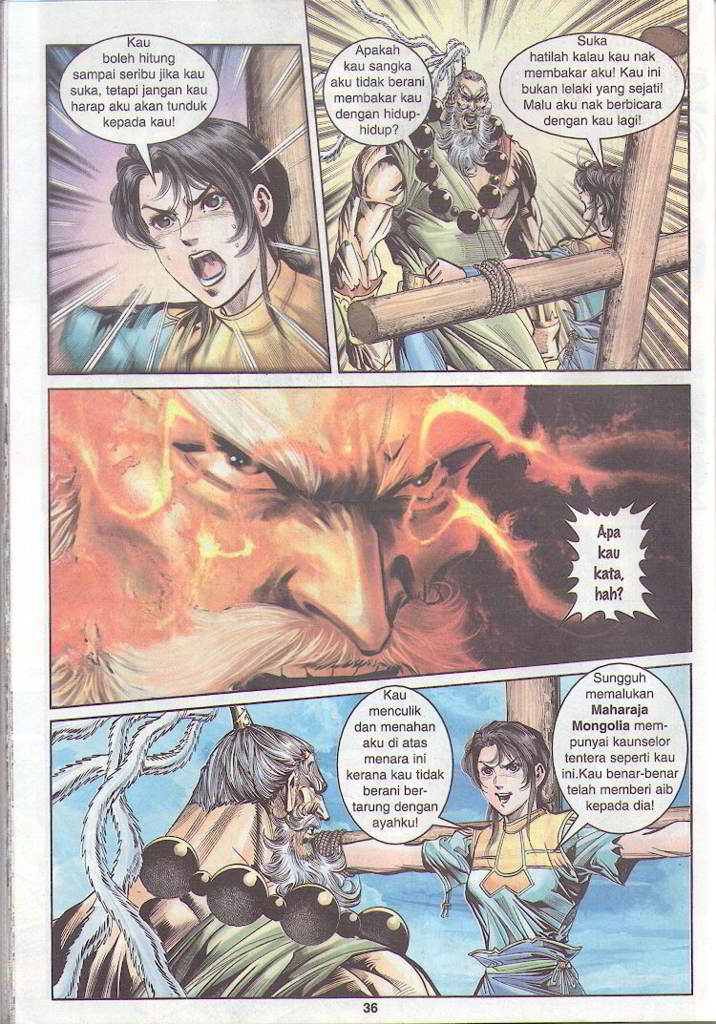 Kau
boleh hitung
sampai seribu jika kau
suka, tetapi jangan kau
harap aku akan tunduk
kepada kau!
Apakah
kau sangka
aku tidak berani
membakar kau
dengan hidup-
hidup?
Suka
hatilah kalau kau nak
membakar aku! Kau ini
bukan lelaki yang sejati!
Malu aku nak berbicara
dengan kau lagi!
Apa
kau
kata,
hah?
Kau
menculik
dan menahan
aku di atas
menara ini
kerana kau tidak
berani ber-
tarung dengan
ayahku!
Sungguh
memalukan
Maharaja
Mongolia mem-
punyai kaunselor
tentera seperti kau
ini.Kau benar-benar
telah memberi aib
kepada dia!
36